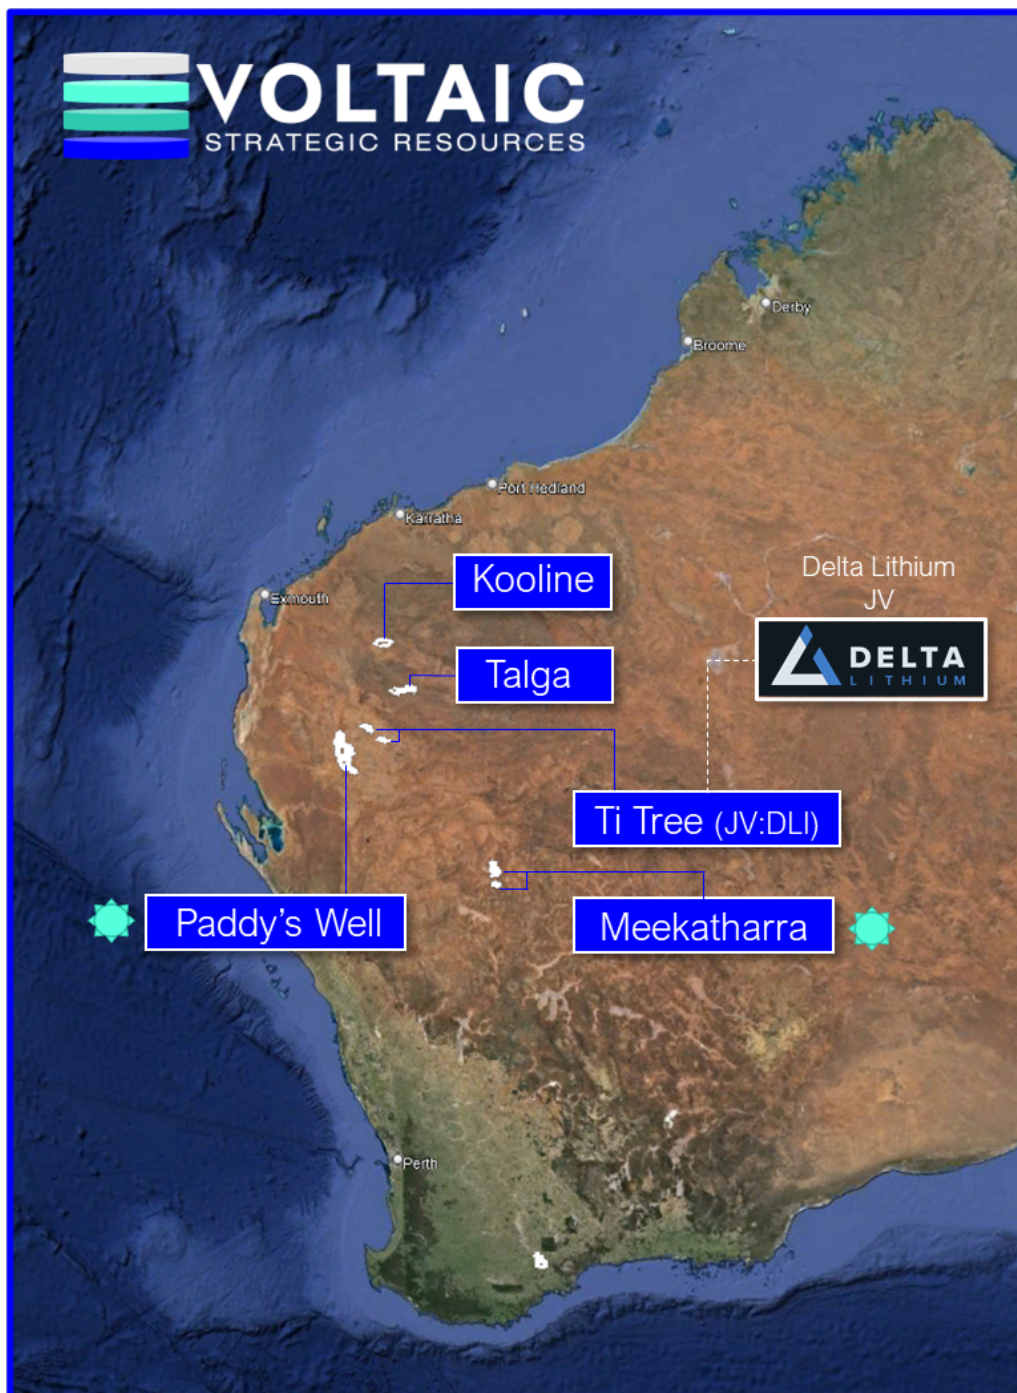 VOLTAIC
STRATEGIC RESOURCES
Derby
Broome
Port Hedland
Karratha
Kooline
Delta Lithium
JV
Exmouth
DELTA
LITHIUM
Talga
Ti Tree (JV:DLI)
Paddy's Well
Meekatharra
Perth